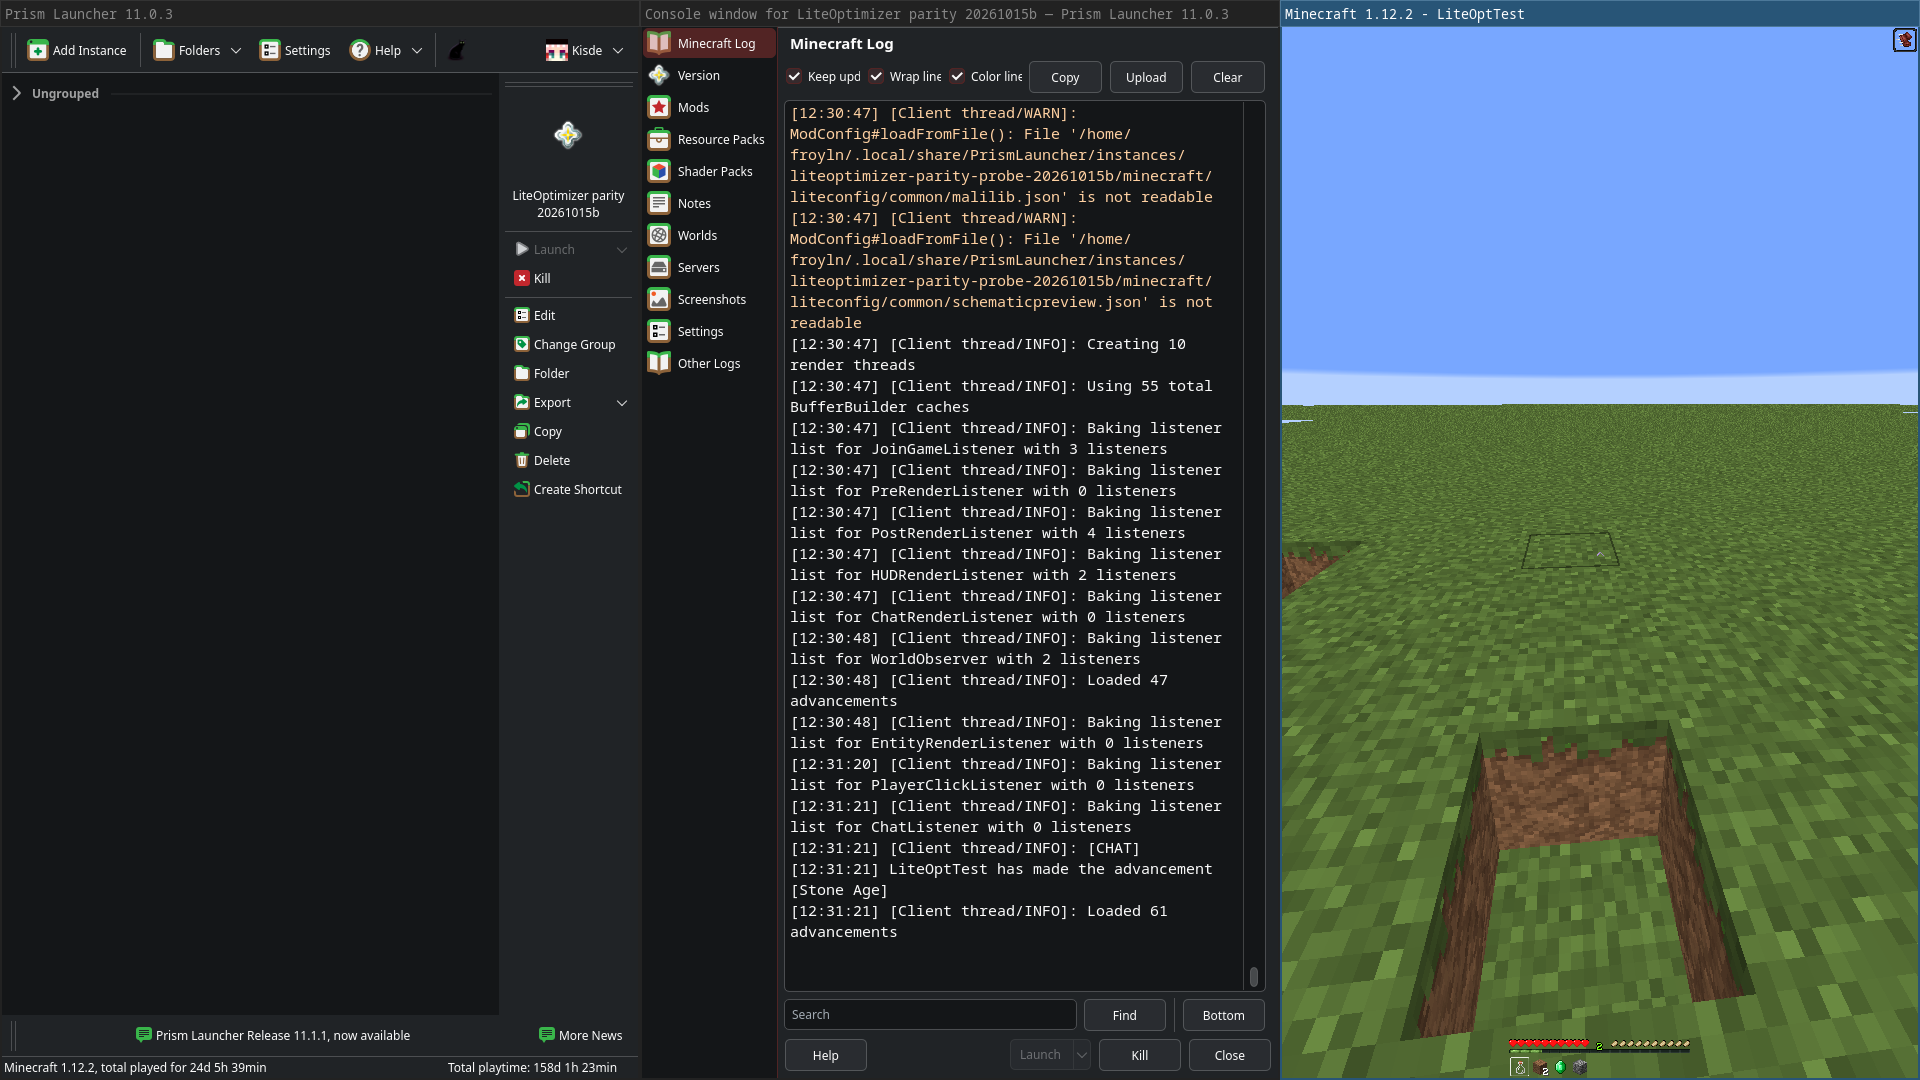 Prism Launcher 11.0.3
Add Instance
Folders
Settings
Help
Kisde
Ungrouped
LiteOptimizer parity
20261015b
Launch
Kill
Edit
Change Group
Folder
Export
Copy
Delete
Create Shortcut
Prism Launcher Release 11.1.1, now available
More News
Minecraft 1.12.2, total played for 24d 5h 39min
Total playtime: 158d 1h 23min
Console window for LiteOptimizer parity 20261015b — Prism Launcher 11.0.3
Minecraft Log
Version
Mods
Resource Packs
Shader Packs
Notes
Worlds
Servers
Screenshots
Settings
Other Logs
Minecraft Log
Keep upd
Wrap line
Color line
Copy
Upload
Clear
[12:30:47] [Client thread/WARN]:
ModConfig#loadFromFile(): File '/home/
froyln/.local/share/PrismLauncher/instances/
liteoptimizer-parity-probe-20261015b/minecraft/
liteconfig/common/malilib.json' is not readable
[12:30:47] [Client thread/WARN]:
ModConfig#loadFromFile(): File '/home/
froyln/.local/share/PrismLauncher/instances/
liteoptimizer-parity-probe-20261015b/minecraft/
liteconfig/common/schematicpreview.json' is not
readable
[12:30:47] [Client thread/INFO]: Creating 10
render threads
[12:30:47] [Client thread/INFO]: Using 55 total
BufferBuilder caches
[12:30:47] [Client thread/INFO]: Baking listener
list for JoinGameListener with 3 listeners
[12:30:47] [Client thread/INFO]: Baking listener
list for PreRenderListener with 0 listeners
[12:30:47] [Client thread/INFO]: Baking listener
list for PostRenderListener with 4 listeners
[12:30:47] [Client thread/INFO]: Baking listener
list for HUDRenderListener with 2 listeners
[12:30:47] [Client thread/INFO]: Baking listener
list for ChatRenderListener with 0 listeners
[12:30:48] [Client thread/INFO]: Baking listener
list for WorldObserver with 2 listeners
[12:30:48] [Client thread/INFO]: Loaded 47
advancements
[12:30:48] [Client thread/INFO]: Baking listener
list for EntityRenderListener with 0 listeners
[12:31:20] [Client thread/INFO]: Baking listener
list for PlayerClickListener with 0 listeners
[12:31:21] [Client thread/INFO]: Baking listener
list for ChatListener with 0 listeners
[12:31:21] [Client thread/INFO]: [CHAT]
[12:31:21] LiteOptTest has made the advancement
[Stone Age]
[12:31:21] [Client thread/INFO]: Loaded 61
advancements
Search
Find
Bottom
Help
Launch
Kill
Close
Minecraft 1.12.2 - LiteOptTest
2
2